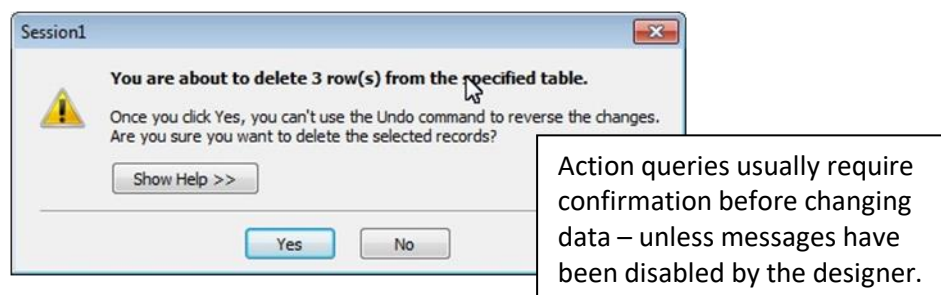 Session1
You are about to delete 3 row(s) from the specified table.
Once you click Yes, you can't use the Undo command to reverse the changes.
Are you sure you want to delete the selected records?
Show Help >>
Yes No
Action queries usually require
confirmation before changing
data – unless messages have
been disabled by the designer.